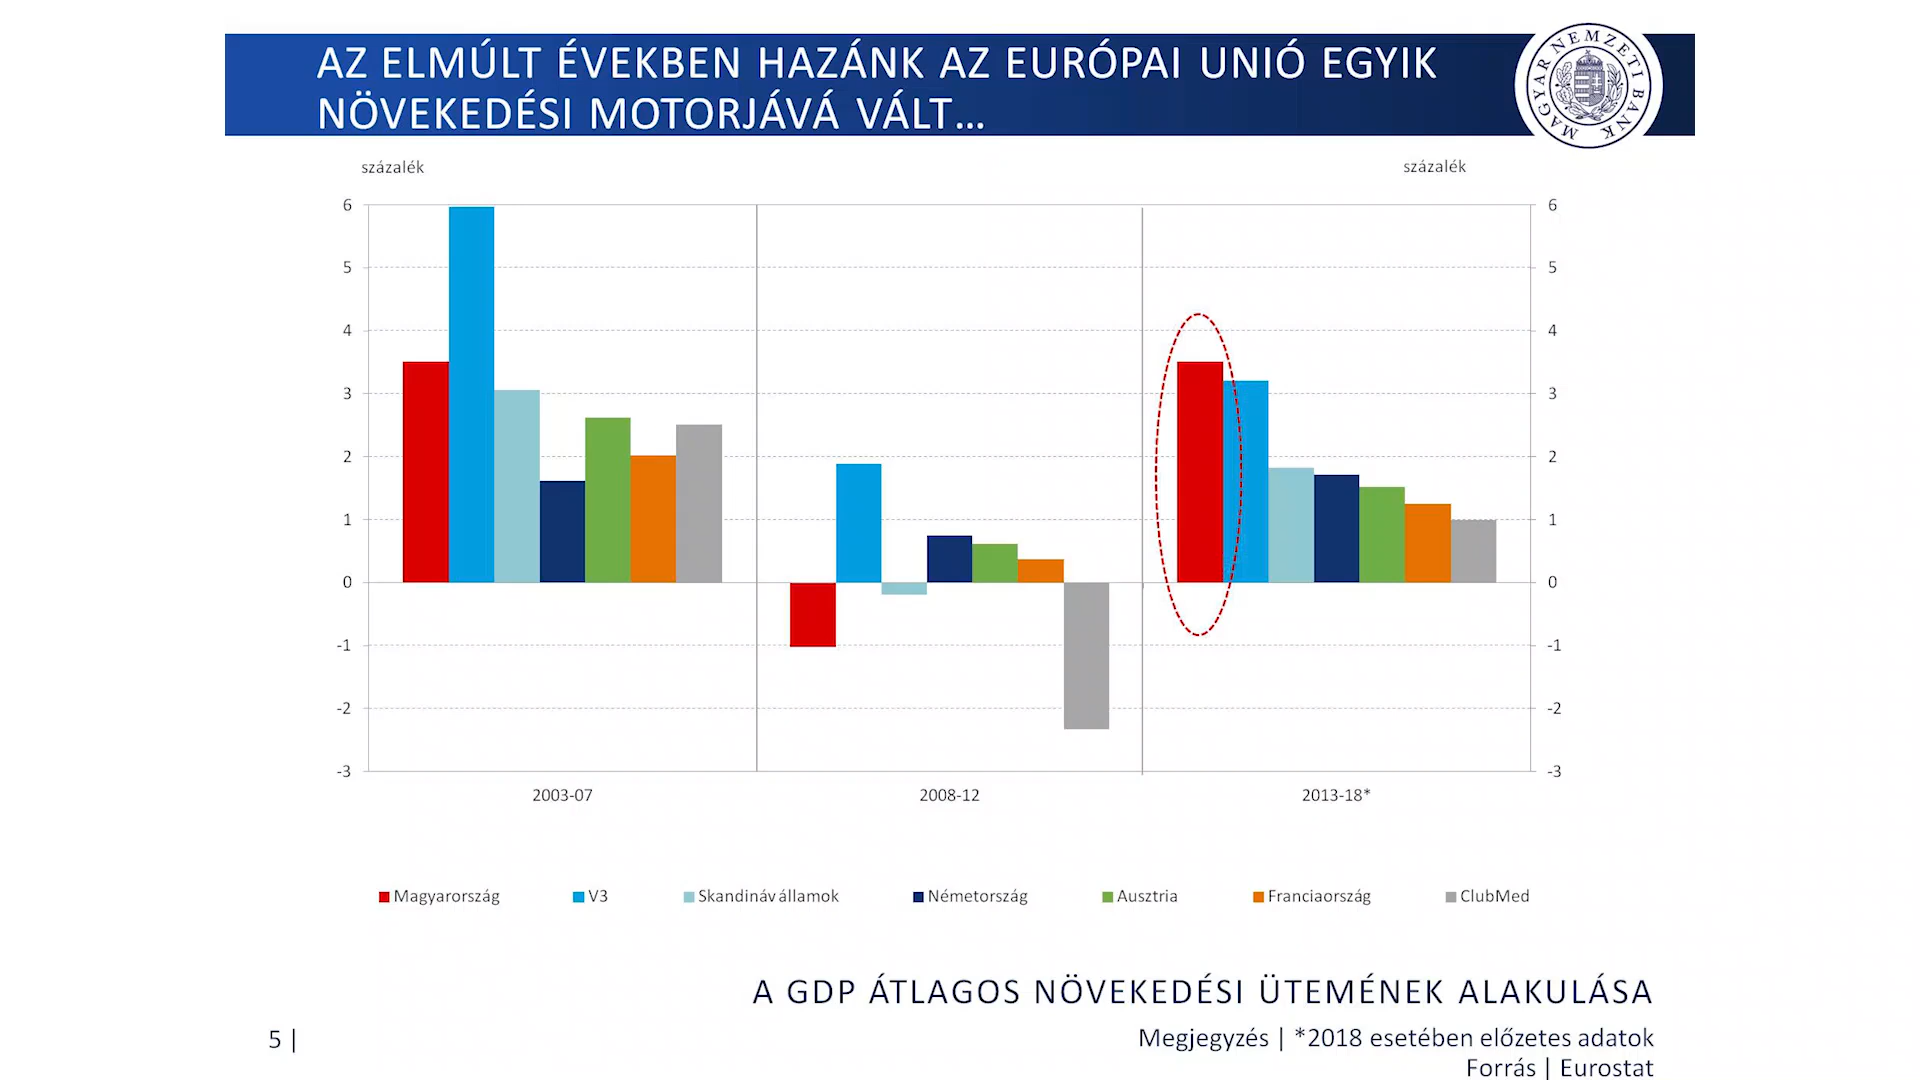 AZ ELMÚLT ÉVEKBEN HAZÁNK AZ EURÓPAI UNIÓ EGYIK
NÖVEKEDÉSI MOTORJÁVÁ VÁLT...
MAGYAR NEMZETI BANK
százalék
százalék
6
5
4
3
2
1
0
-1
-2
-3
6
5
4
3
2
1
0
-1
-2
-3
2003-07
2008-12
2013-18*
Magyarország
V3
Skandináv államok
Németország
Ausztria
Franciaország
ClubMed
A GDP ÁTLAGOS NÖVEKEDÉSI ÜTEMÉNEK ALAKULÁSA
5 |
Megjegyzés | *2018 esetében előzetes adatok
Forrás | Eurostat